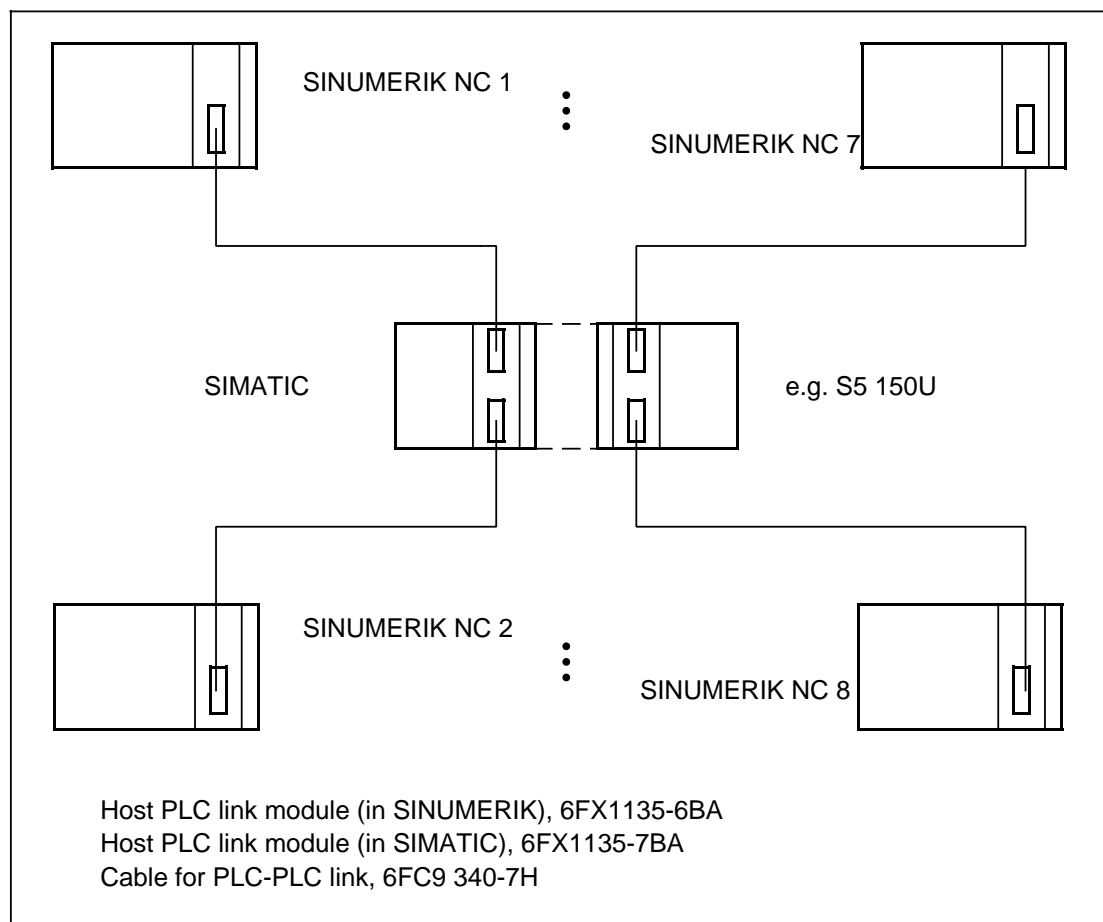 SINUMERIK NC 1
SINUMERIK NC 7
SIMATIC
e.g. S5 150U
SINUMERIK NC 2
SINUMERIK NC 8
Host PLC link module (in SINUMERIK), 6FX1135-6BA
Host PLC link module (in SIMATIC), 6FX1135-7BA
Cable for PLC-PLC link, 6FC9 340-7H